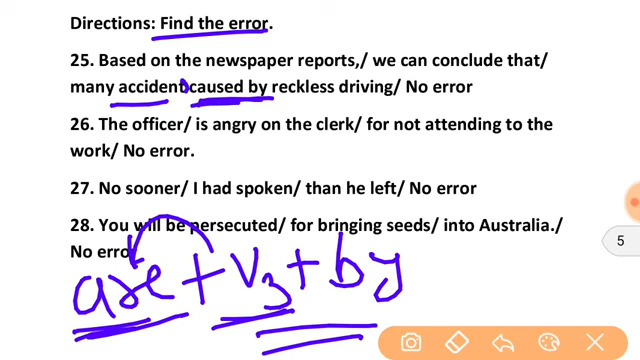 Directions: Find the error.
25. Based on the newspaper reports,/ we can conclude that/
many accident caused by reckless driving/ No error
26. The officer/ is angry on the clerk/ for not attending to the
work/ No error.
27. No sooner/ I had spoken/ than he left/ No error
28. You will be persecuted/ for bringing seeds/ into Australia./
No error
are + V3 + by
5